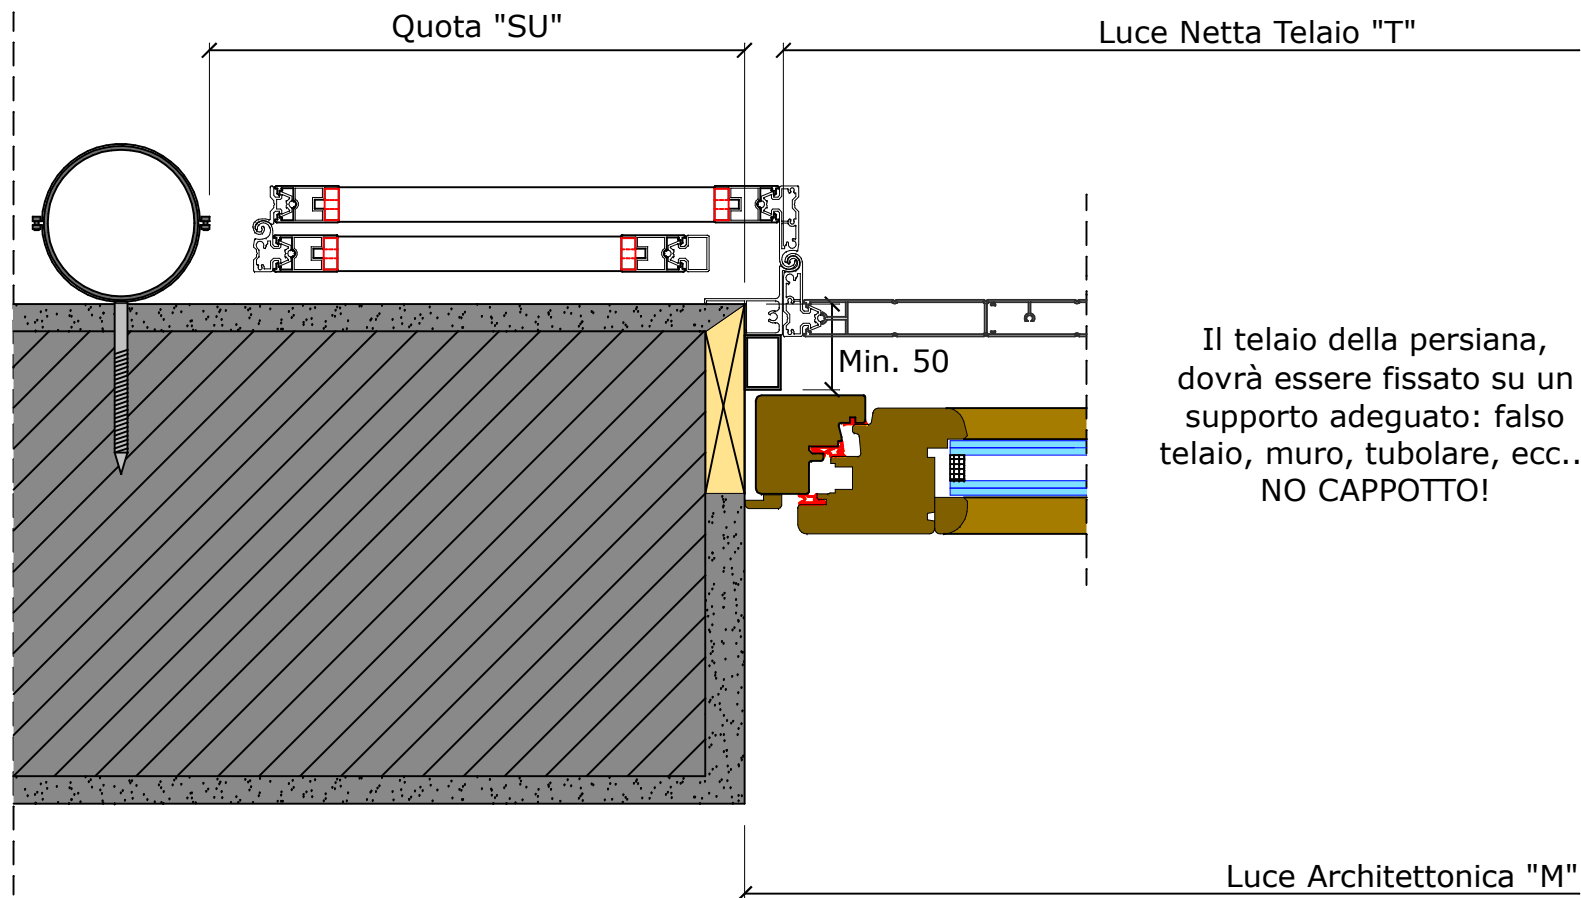 Quota "SU"
Luce Netta Telaio "T"
Min. 50
Il telaio della persiana,
dovrà essere fissato su un
supporto adeguato: falso
telaio, muro, tubolare, ecc..
NO CAPPOTTO!
Luce Architettonica "M"